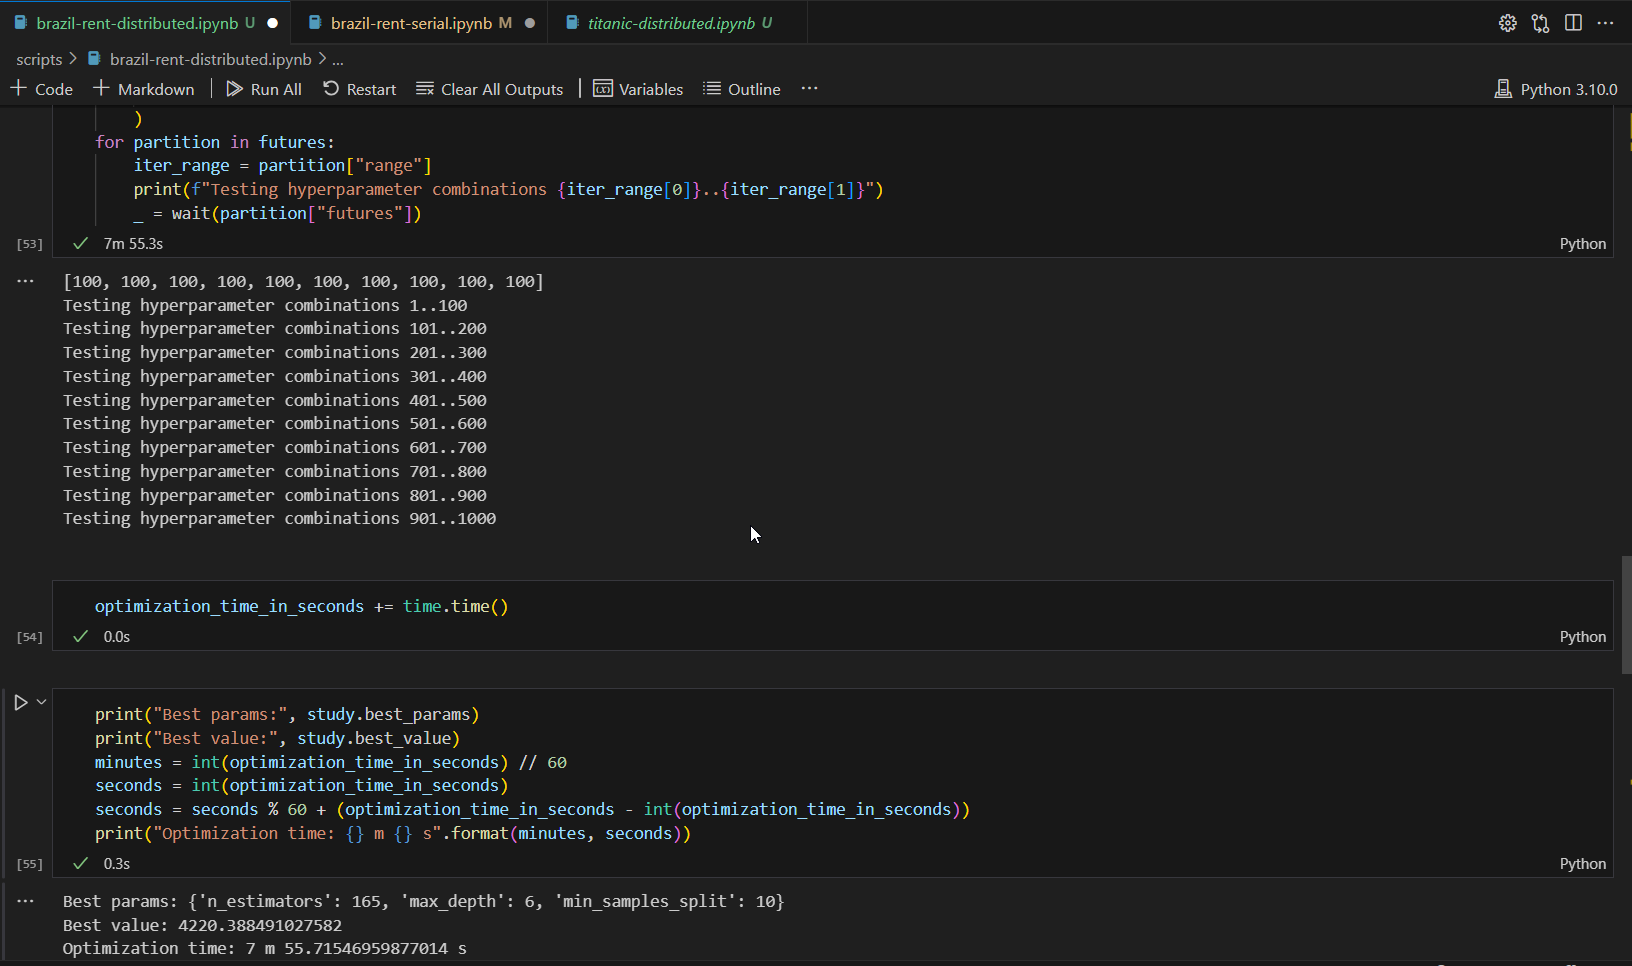 brazil-rent-distributed.ipynb U
brazil-rent-serial.ipynb M
titanic-distributed.ipynb U
scripts > brazil-rent-distributed.ipynb > ...
+ Code + Markdown | Run All Restart Clear All Outputs | Variables Outline ... Python 3.10.0
)
for partition in futures:
iter_range = partition["range"]
print(f"Testing hyperparameter combinations {iter_range[0]}..{iter_range[1]}")
_ = wait(partition["futures"])
[53] ✓ 7m 55.3s Python
... [100, 100, 100, 100, 100, 100, 100, 100, 100, 100]
Testing hyperparameter combinations 1..100
Testing hyperparameter combinations 101..200
Testing hyperparameter combinations 201..300
Testing hyperparameter combinations 301..400
Testing hyperparameter combinations 401..500
Testing hyperparameter combinations 501..600
Testing hyperparameter combinations 601..700
Testing hyperparameter combinations 701..800
Testing hyperparameter combinations 801..900
Testing hyperparameter combinations 901..1000
optimization_time_in_seconds += time.time()
[54] ✓ 0.0s Python
print("Best params:", study.best_params)
print("Best value:", study.best_value)
minutes = int(optimization_time_in_seconds) // 60
seconds = int(optimization_time_in_seconds)
seconds = seconds % 60 + (optimization_time_in_seconds - int(optimization_time_in_seconds))
print("Optimization time: {} m {} s".format(minutes, seconds))
[55] ✓ 0.3s Python
... Best params: {'n_estimators': 165, 'max_depth': 6, 'min_samples_split': 10}
Best value: 4220.388491027582
Optimization time: 7 m 55.71546959877014 s